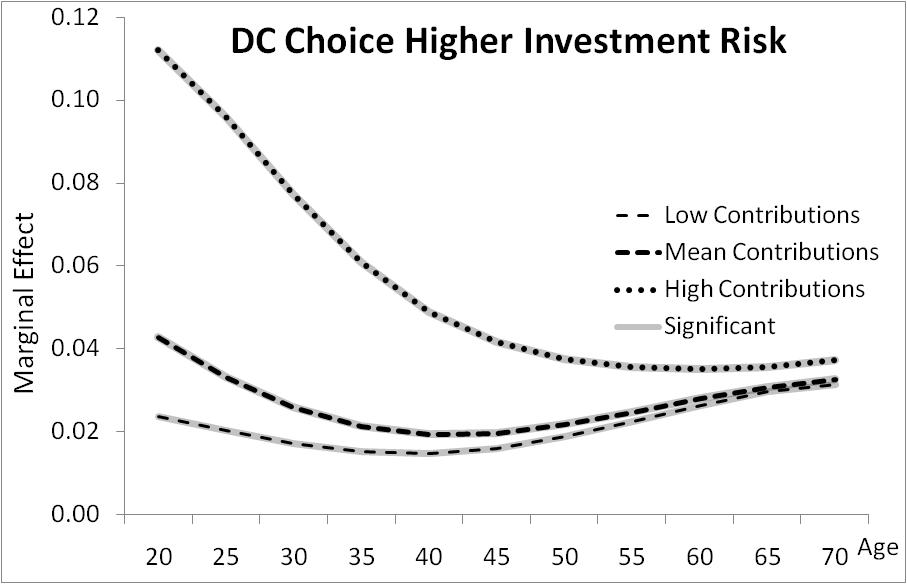 DC Choice Higher Investment Risk
0.12
0.10
0.08
0.06
0.04
0.02
0.00
Marginal Effect
Low Contributions
Mean Contributions
High Contributions
Significant
20 25 30 35 40 45 50 55 60 65 70 Age